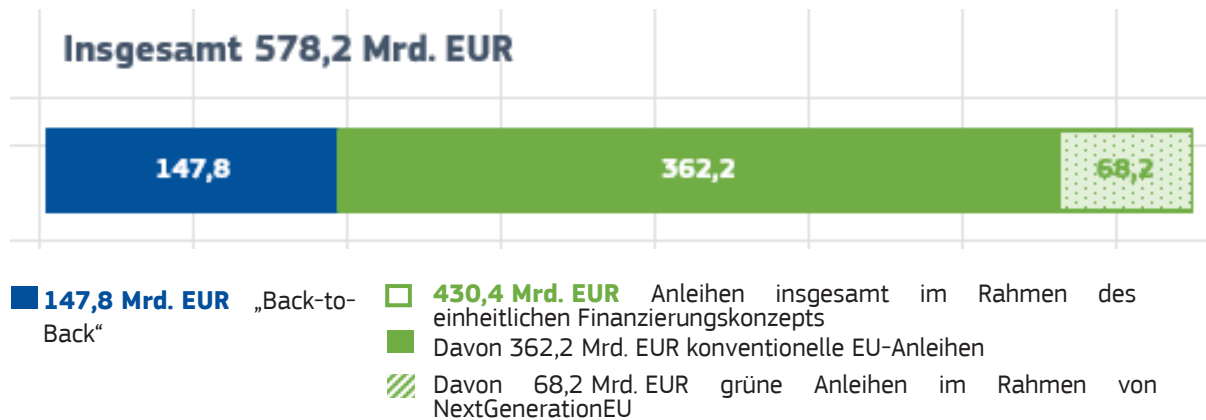 Insgesamt 578,2 Mrd. EUR
147,8
362,2
68,2
147,8 Mrd. EUR „Back-to-
Back“
430,4 Mrd. EUR Anleihen insgesamt im Rahmen des
einheitlichen Finanzierungskonzepts
Davon 362,2 Mrd. EUR konventionelle EU-Anleihen
Davon 68,2 Mrd. EUR grüne Anleihen im Rahmen von
NextGenerationEU